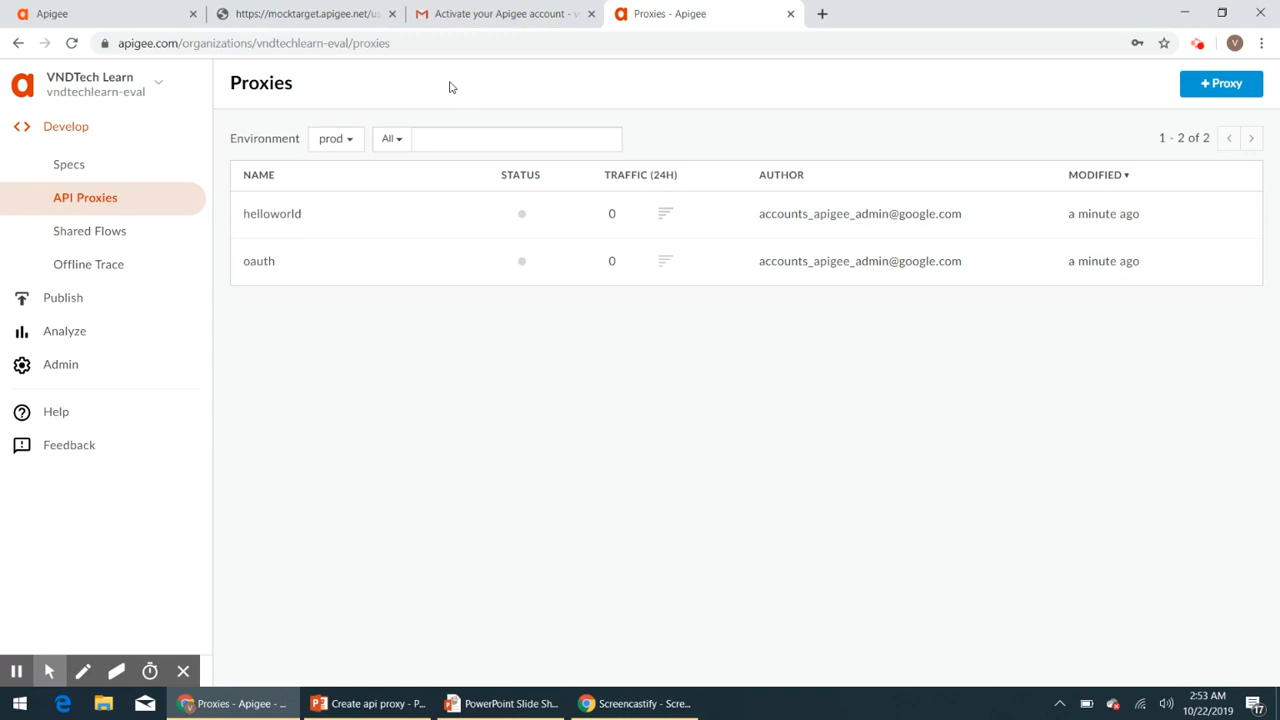 Apigee
https://mocktarget.apigee.net/us
Activate your Apigee account - v
Proxies - Apigee
apigee.com/organizations/vndtechlearn-eval/proxies
V
VNDTech Learn
vndtechlearn-eval
Develop
Specs
API Proxies
Shared Flows
Offline Trace
Publish
Analyze
Admin
Help
Feedback
Proxies
+ Proxy
Environment prod All 1 - 2 of 2
NAME STATUS TRAFFIC (24H) AUTHOR MODIFIED
helloworld 0 accounts_apigee_admin@google.com a minute ago
oauth 0 accounts_apigee_admin@google.com a minute ago
Proxies - Apigee - ...
Create api proxy - P...
PowerPoint Slide Sh...
Screencastify - Scre...
2:53 AM
10/22/2019
17